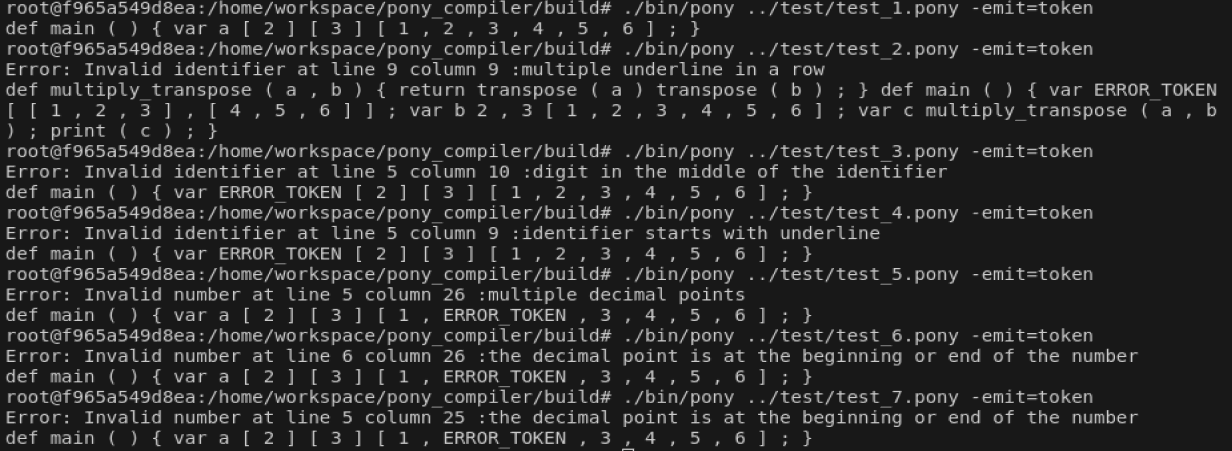 root@f965a549d8ea:/home/workspace/pony_compiler/build# ./bin/pony ../test/test_1.pony -emit=token
def main ( ) { var a [ 2 ] [ 3 ] [ 1 , 2 , 3 , 4 , 5 , 6 ] ; }
root@f965a549d8ea:/home/workspace/pony_compiler/build# ./bin/pony ../test/test_2.pony -emit=token
Error: Invalid identifier at line 9 column 9 :multiple underline in a row
def multiply_transpose ( a , b ) { return transpose ( a ) transpose ( b ) ; } def main ( ) { var ERROR_TOKEN
[ [ 1 , 2 , 3 ] , [ 4 , 5 , 6 ] ] ; var b 2 , 3 [ 1 , 2 , 3 , 4 , 5 , 6 ] ; var c multiply_transpose ( a , b
) ; print ( c ) ; }
root@f965a549d8ea:/home/workspace/pony_compiler/build# ./bin/pony ../test/test_3.pony -emit=token
Error: Invalid identifier at line 5 column 10 :digit in the middle of the identifier
def main ( ) { var ERROR_TOKEN [ 2 ] [ 3 ] [ 1 , 2 , 3 , 4 , 5 , 6 ] ; }
root@f965a549d8ea:/home/workspace/pony_compiler/build# ./bin/pony ../test/test_4.pony -emit=token
Error: Invalid identifier at line 5 column 9 :identifier starts with underline
def main ( ) { var ERROR_TOKEN [ 2 ] [ 3 ] [ 1 , 2 , 3 , 4 , 5 , 6 ] ; }
root@f965a549d8ea:/home/workspace/pony_compiler/build# ./bin/pony ../test/test_5.pony -emit=token
Error: Invalid number at line 5 column 26 :multiple decimal points
def main ( ) { var a [ 2 ] [ 3 ] [ 1 , ERROR_TOKEN , 3 , 4 , 5 , 6 ] ; }
root@f965a549d8ea:/home/workspace/pony_compiler/build# ./bin/pony ../test/test_6.pony -emit=token
Error: Invalid number at line 6 column 26 :the decimal point is at the beginning or end of the number
def main ( ) { var a [ 2 ] [ 3 ] [ 1 , ERROR_TOKEN , 3 , 4 , 5 , 6 ] ; }
root@f965a549d8ea:/home/workspace/pony_compiler/build# ./bin/pony ../test/test_7.pony -emit=token
Error: Invalid number at line 5 column 25 :the decimal point is at the beginning or end of the number
def main ( ) { var a [ 2 ] [ 3 ] [ 1 , ERROR_TOKEN , 3 , 4 , 5 , 6 ] ; }